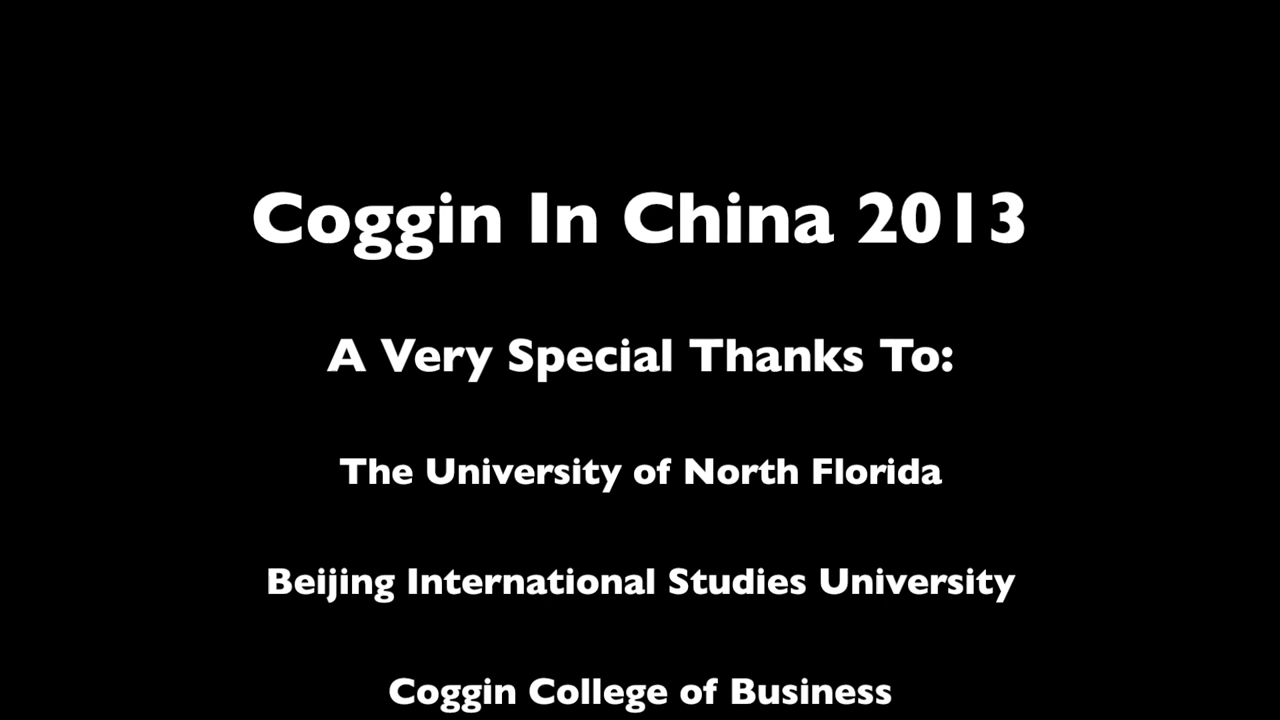 Coggin In China 2013
A Very Special Thanks To:
The University of North Florida
Beijing International Studies University
Coggin College of Business